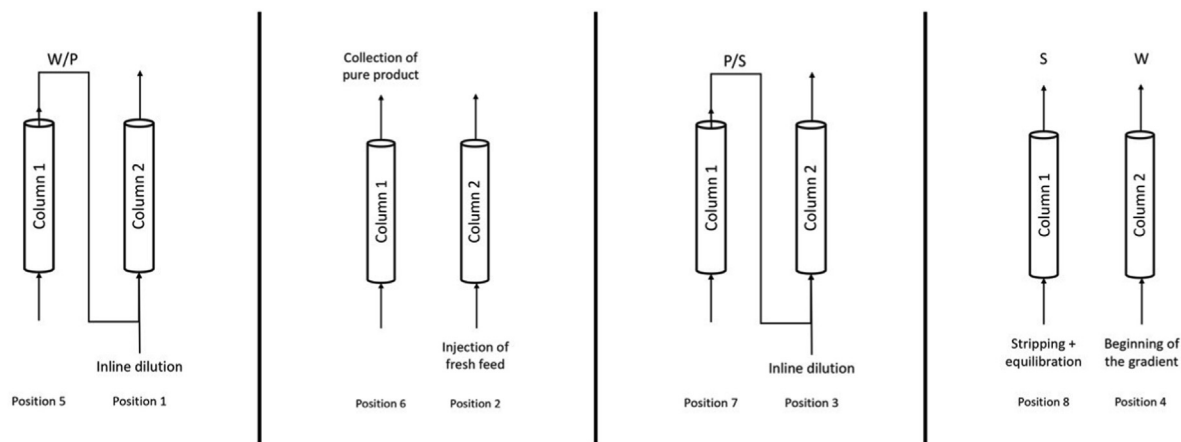 W/P
Column 1
Column 2
Inline dilution
Position 5
Position 1
Collection of
pure product
Column 1
Column 2
Injection of
fresh feed
Position 6
Position 2
P/S
Column 1
Column 2
Inline dilution
Position 7
Position 3
S
W
Column 1
Column 2
Stripping +
equilibration
Beginning of
the gradient
Position 8
Position 4